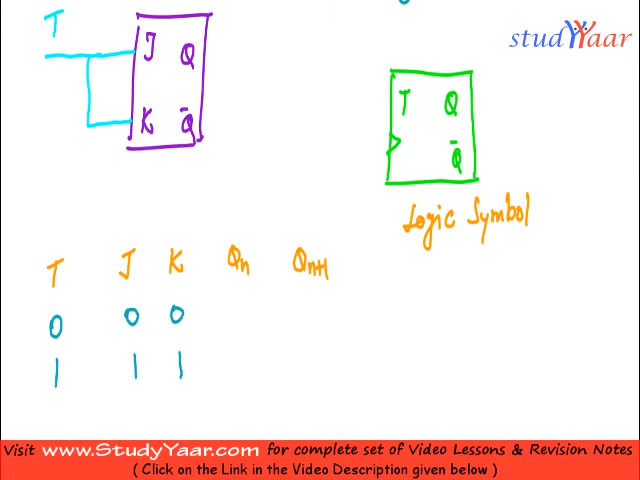 studYYaar
T
J Q
K Q̅
T Q
Q̅
Logic Symbol
T J K Qn Qn+1
0 0 0
1 1 1
Visit www.StudyYaar.com for complete set of Video Lessons & Revision Notes
( Click on the Link in the Video Description given below )